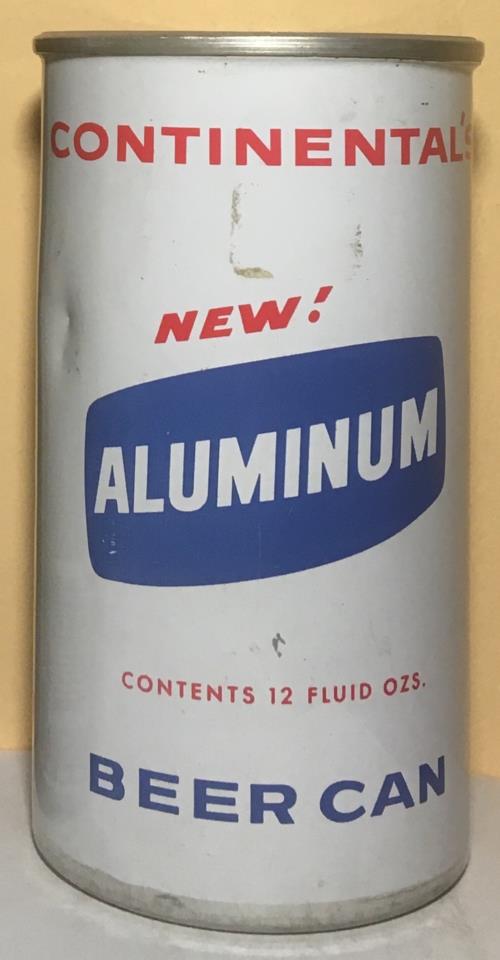 CONTINENTAL'S
NEW!
ALUMINUM
CONTENTS 12 FLUID OZS.
BEER CAN